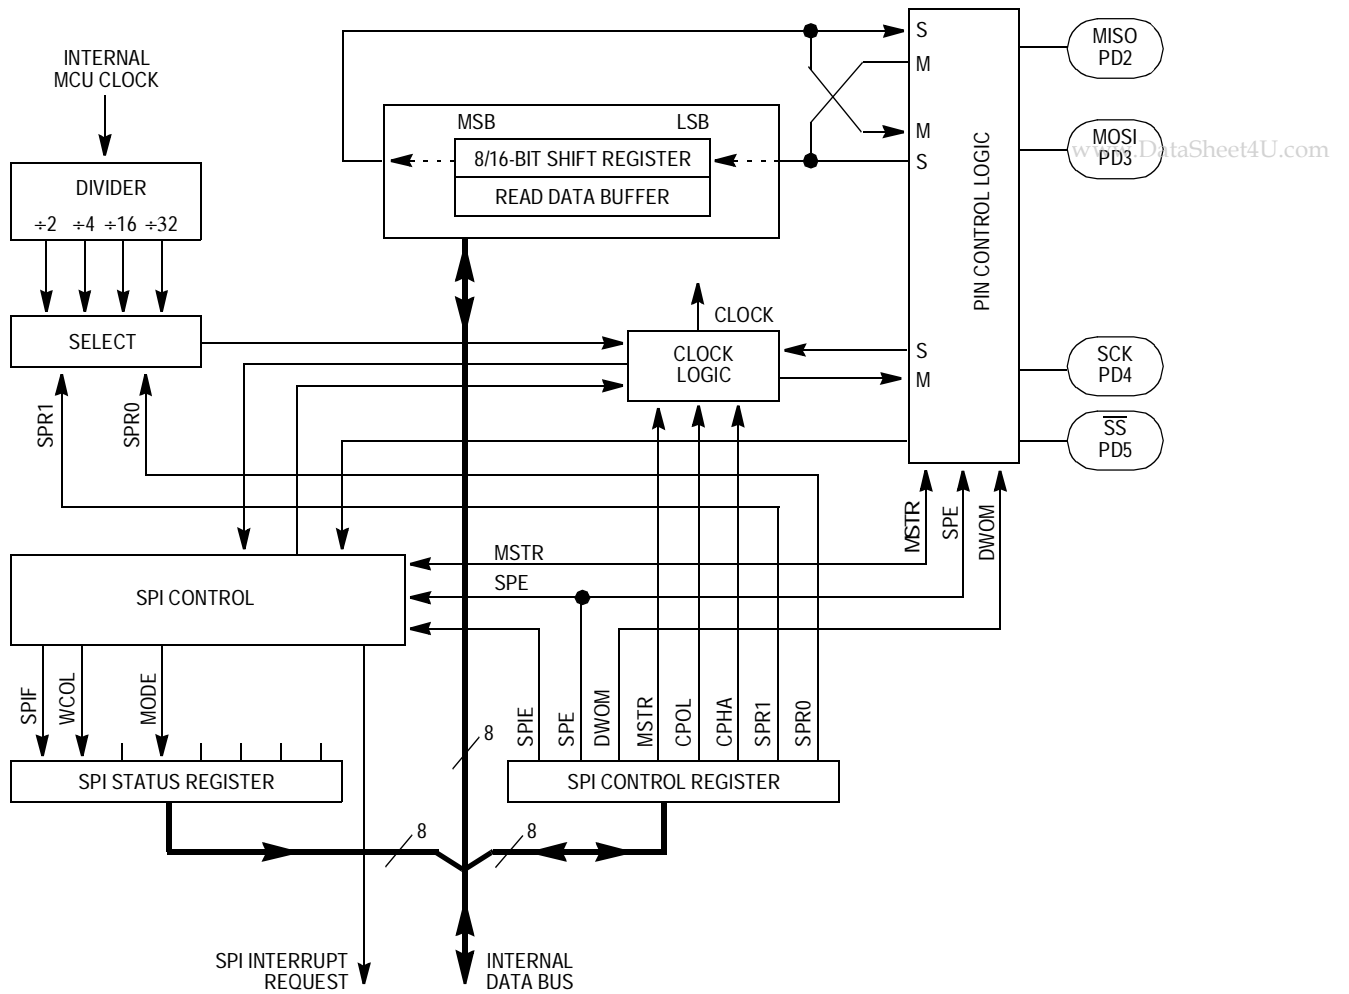 INTERNAL
MCU CLOCK
DIVIDER
÷2 ÷4 ÷16 ÷32
SELECT
SPR1
SPR0
MSB LSB
8/16-BIT SHIFT REGISTER
READ DATA BUFFER
S
M
M
S
PIN CONTROL LOGIC
MISO
PD2
MOSI
PD3
www.DataSheet4U.com
CLOCK
CLOCK
LOGIC
S
M
SCK
PD4
SS
PD5
MSTR
SPE
DWOM
MSTR
SPE
SPI CONTROL
SPIF
WCOL
MODE
SPI STATUS REGISTER
8
SPIE
SPE
DWOM
MSTR
CPOL
CPHA
SPR1
SPR0
SPI CONTROL REGISTER
8
8
SPI INTERRUPT
REQUEST
INTERNAL
DATA BUS